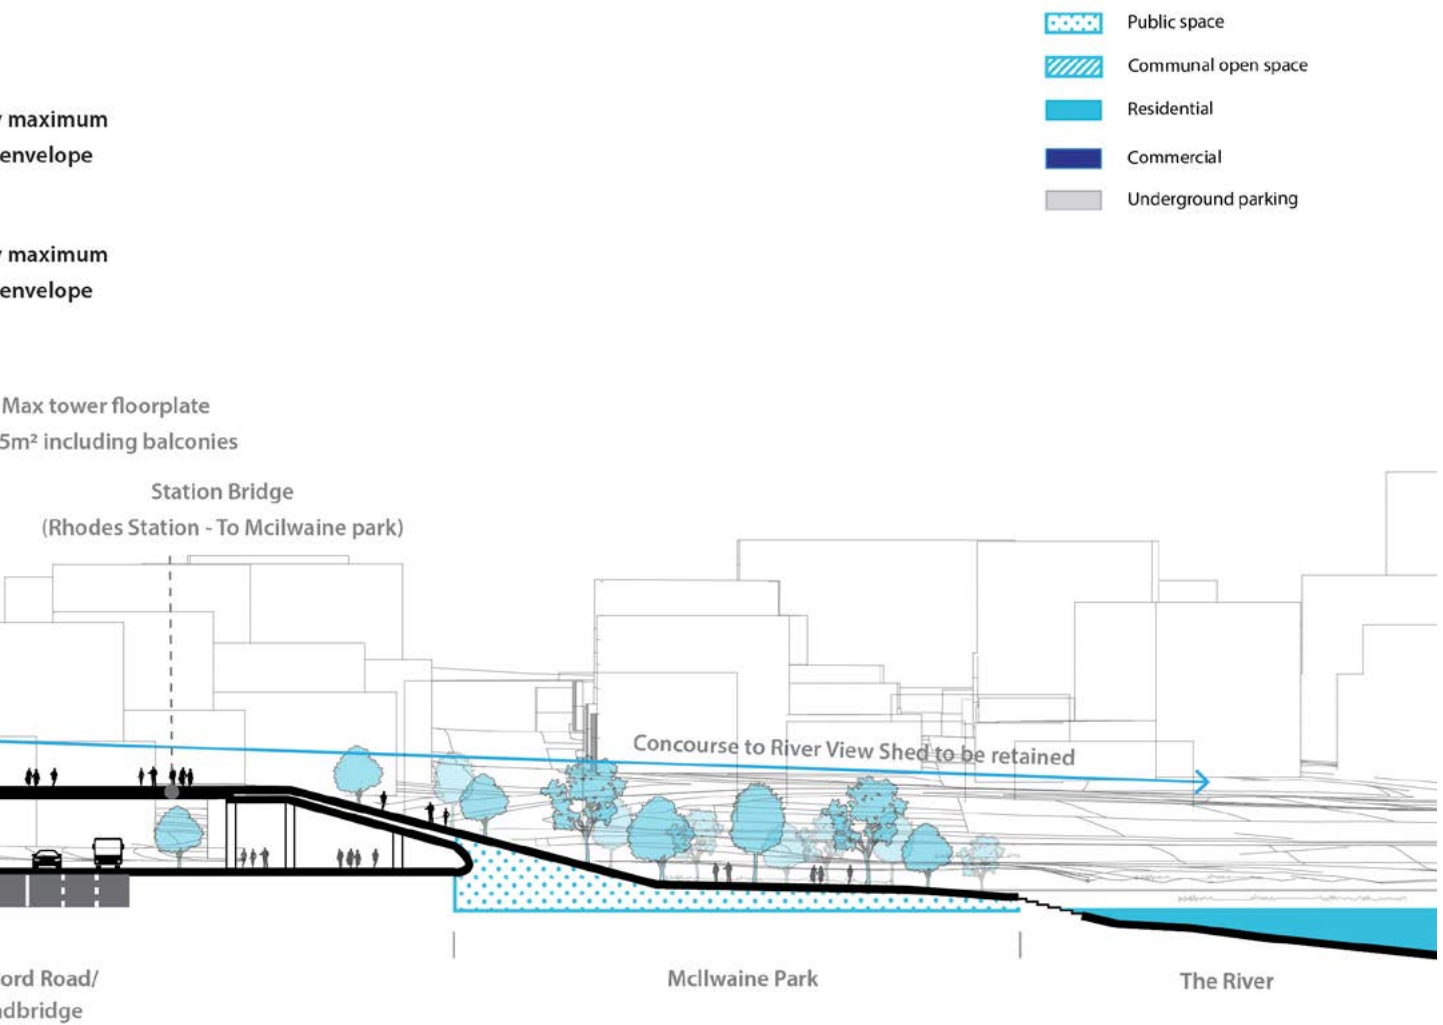 Public space
Communal open space
Residential
Commercial
Underground parking
maximum
envelope
maximum
envelope
Max tower floorplate
5m² including balconies
Station Bridge
(Rhodes Station - To Mcilwaine park)
Concourse to River View Shed to be retained
ord Road/
dbridge
McIlwaine Park
The River